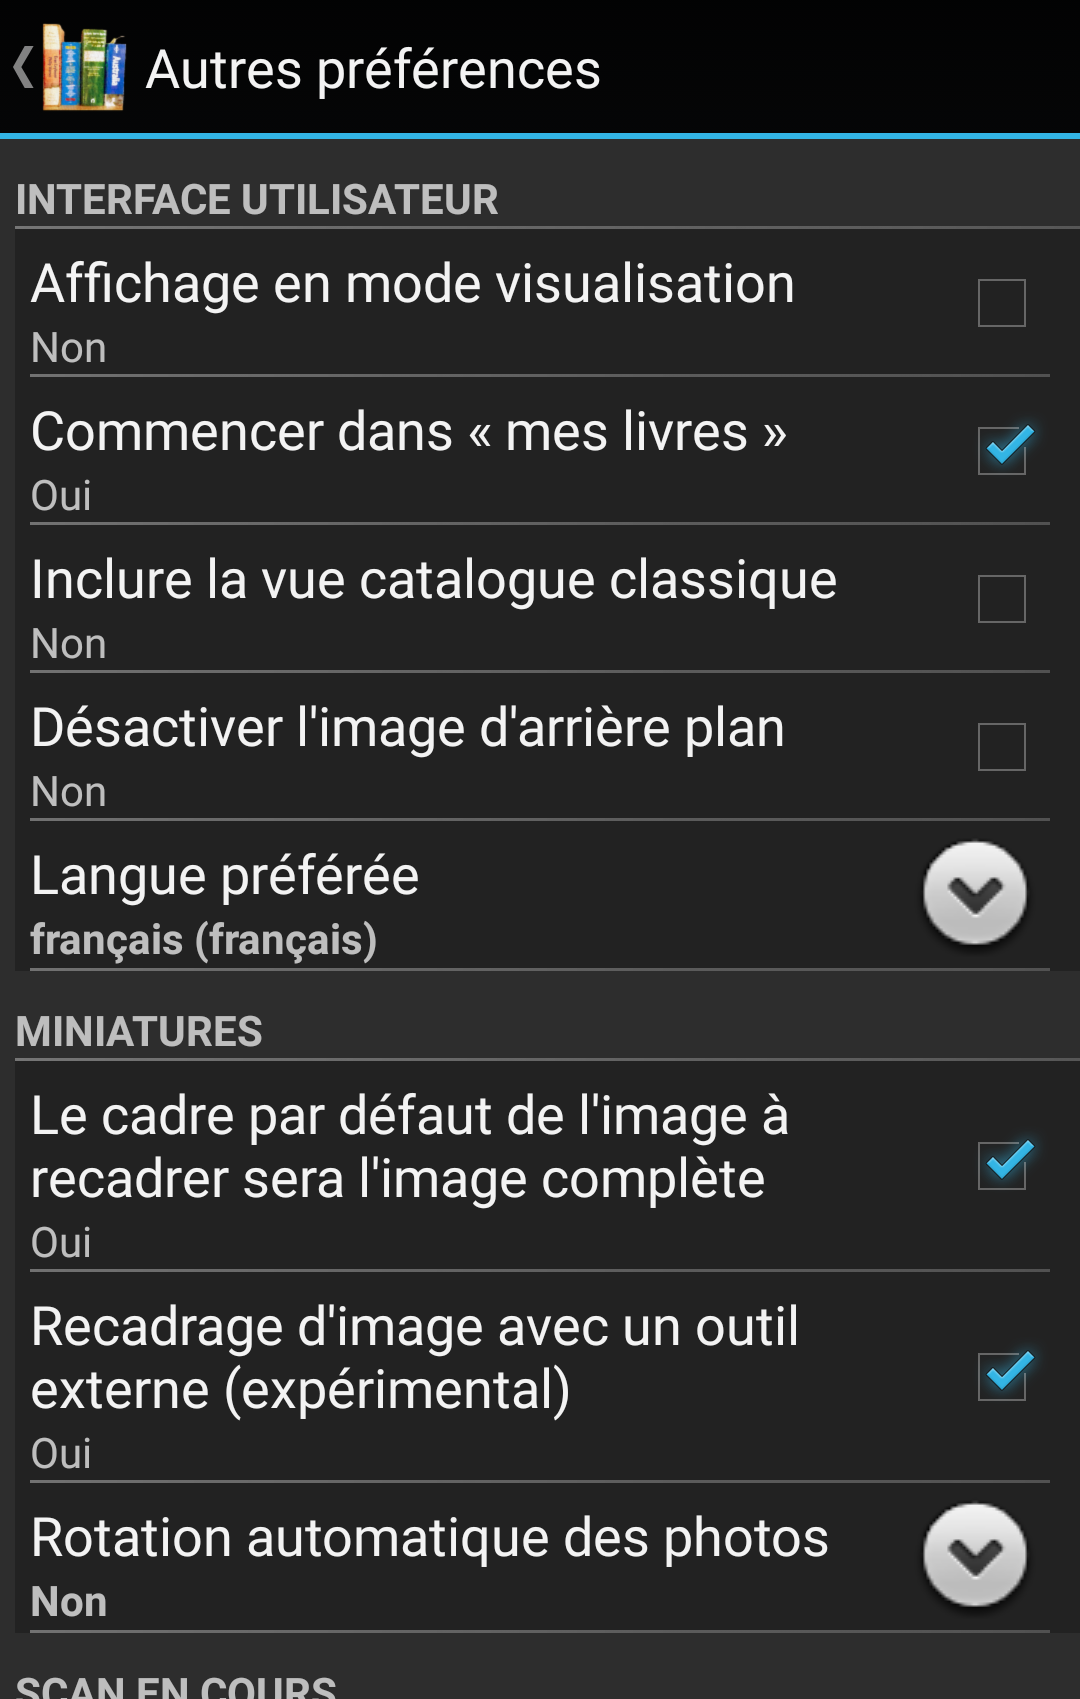 Autres préférences
INTERFACE UTILISATEUR
Affichage en mode visualisation
Non
Commencer dans « mes livres »
Oui
Inclure la vue catalogue classique
Non
Désactiver l'image d'arrière plan
Non
Langue préférée
français (français)
MINIATURES
Le cadre par défaut de l'image à
recadrer sera l'image complète
Oui
Recadrage d'image avec un outil
externe (expérimental)
Oui
Rotation automatique des photos
Non
SCAN EN COURS